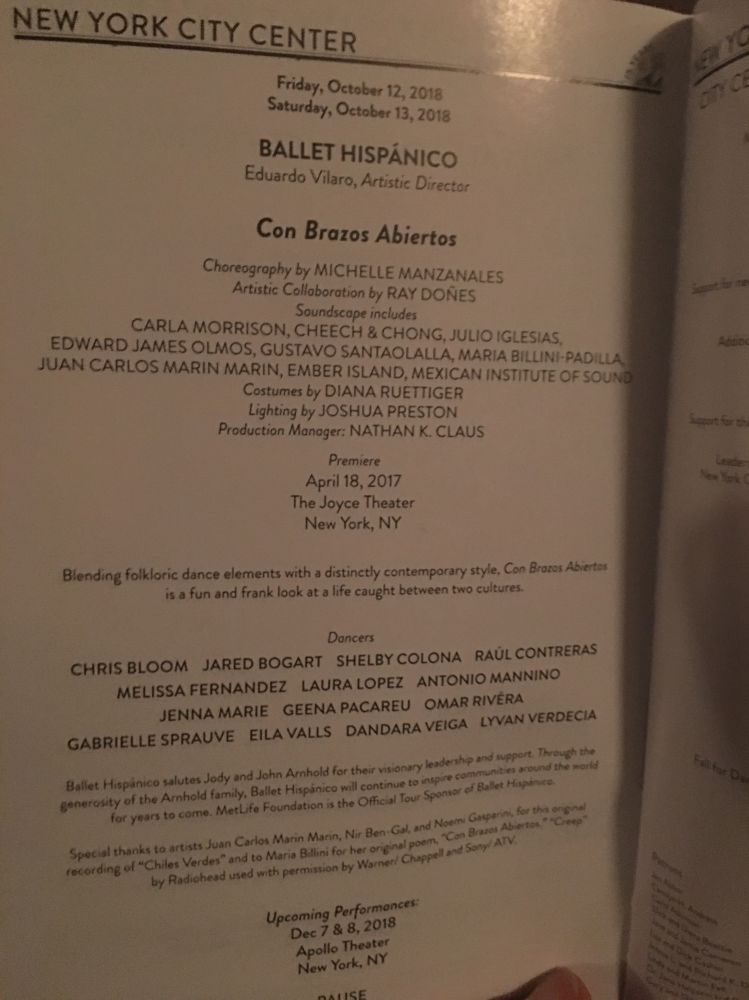 NEW YORK CITY CENTER
Friday, October 12, 2018
Saturday, October 13, 2018
BALLET HISPÁNICO
Eduardo Vilaro, Artistic Director
Con Brazos Abiertos
Choreography by MICHELLE MANZANALES
Artistic Collaboration by RAY DOÑES
Soundscape includes
CARLA MORRISON, CHEECH & CHONG, JULIO IGLESIAS,
EDWARD JAMES OLMOS, GUSTAVO SANTAOLALLA, MARIA BILLINI-PADILLA,
JUAN CARLOS MARIN MARIN, EMBER ISLAND, MEXICAN INSTITUTE OF SOUND
Costumes by DIANA RUETTIGER
Lighting by JOSHUA PRESTON
Production Manager: NATHAN K. CLAUS
Premiere
April 18, 2017
The Joyce Theater
New York, NY
Blending folkloric dance elements with a distinctly contemporary style, Con Brazos Abiertos
is a fun and frank look at a life caught between two cultures.
Dancers
CHRIS BLOOM JARED BOGART SHELBY COLONA RAÚL CONTRERAS
MELISSA FERNANDEZ LAURA LOPEZ ANTONIO MANNINO
JENNA MARIE GEENA PACAREU OMAR RIVÉRA
GABRIELLE SPRAUVE EILA VALLS DANDARA VEIGA LYVAN VERDECIA
Ballet Hispánico salutes Jody and John Arnhold for their visionary leadership and support. Through the
generosity of the Arnhold family, Ballet Hispánico will continue to inspire communities around the world
for years to come. MetLife Foundation is the Official Tour Sponsor of Ballet Hispánico.
Special thanks to artists Juan Carlos Marin Marin, Nir Ben-Gal, and Noemi Gasparini, for this original
recording of "Chiles Verdes" and to Maria Billini for her original poem, "Con Brazos Abiertos." "Creep"
by Radiohead used with permission by Warner/ Chappell and Sony/ ATV.
Upcoming Performances:
Dec 7 & 8, 2018
Apollo Theater
New York, NY
PAUSE
NEW YO
CITY CE
Support for
Support for
New York
Patrons